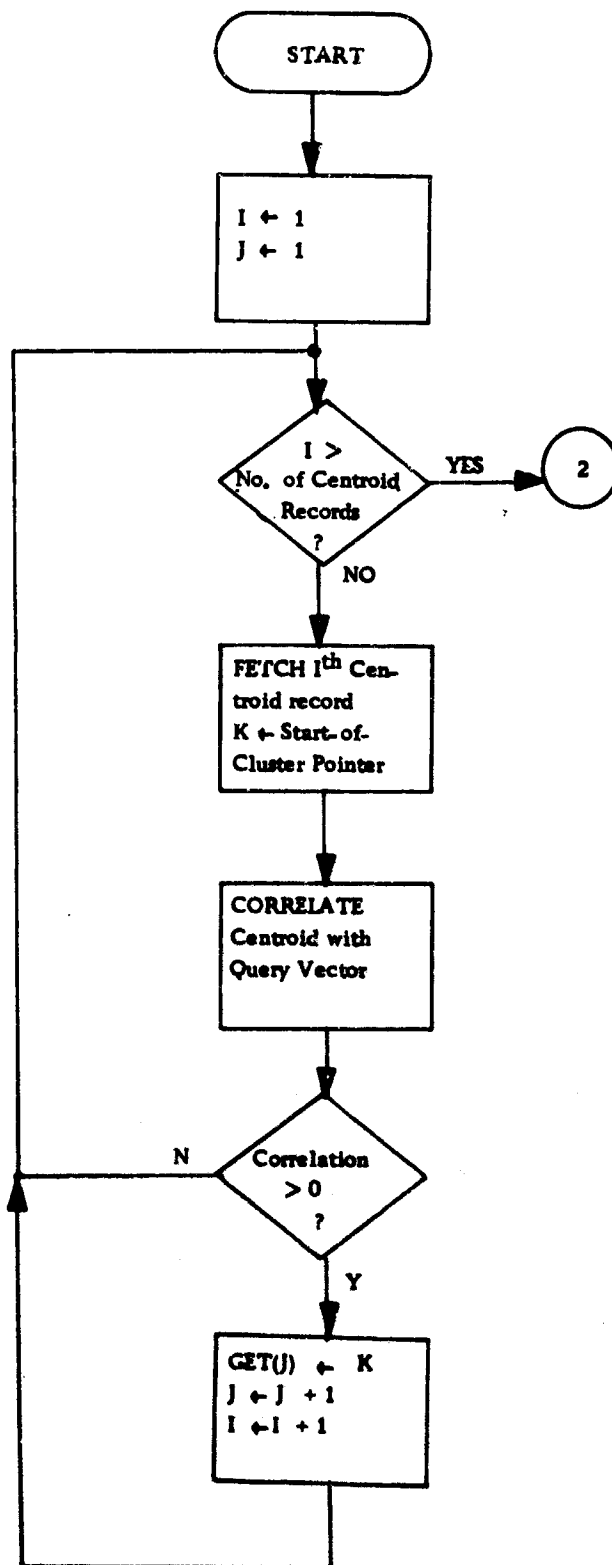 START
I ← 1
J ← 1
I >
No. of Centroid
Records
?
YES
2
NO
FETCH Ith Cen-
troid record
K ← Start-of-
Cluster Pointer
CORRELATE
Centroid with
Query Vector
N
Correlation
> 0
?
Y
GET(J) ← K
J ← J + 1
I ← I + 1